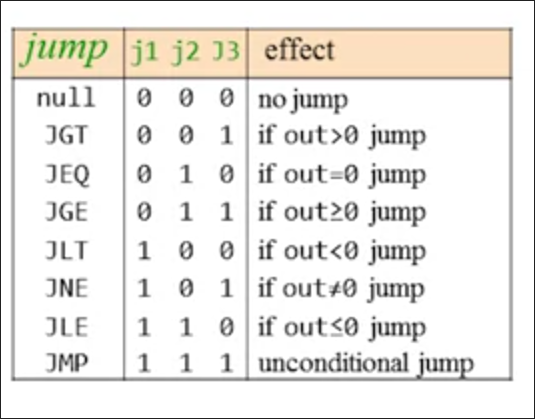 jump j1 j2 J3 effect
null 0 0 0 no jump
JGT 0 0 1 if out>0 jump
JEQ 0 1 0 if out=0 jump
JGE 0 1 1 if out≥0 jump
JLT 1 0 0 if out<0 jump
JNE 1 0 1 if out≠0 jump
JLE 1 1 0 if out≤0 jump
JMP 1 1 1 unconditional jump